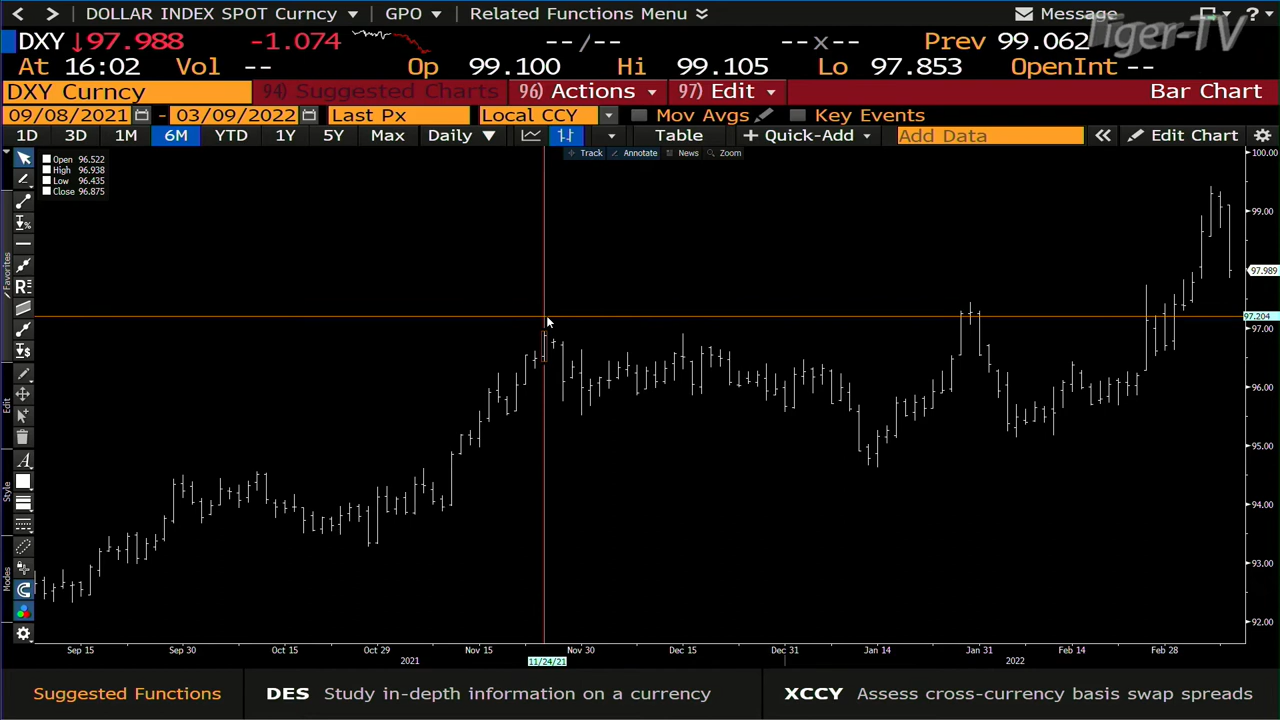 < > DOLLAR INDEX SPOT Curncy GPO Related Functions Menu Message ?
DXY ↓97.988 -1.074 -- / -- -- x -- Prev 99.062 Tiger-TV
At 16:02 Vol -- Op 99.100 Hi 99.105 Lo 97.853 OpenInt --
DXY Curncy 94) Suggested Charts 96) Actions 97) Edit Bar Chart
09/08/2021 - 03/09/2022 Last Px Local CCY Mov Avgs Key Events
1D 3D 1M 6M YTD 1Y 5Y Max Daily ▼ Table + Quick-Add Add Data « Edit Chart
Track Annotate News Zoom
Open 96.522
High 96.938
Low 96.435
Close 96.875
100.00
99.00
97.989
97.204
97.00
96.00
95.00
94.00
93.00
92.00
Favorites
Edit
Style
Modes
Sep 15 Sep 30 Oct 15 Oct 29 Nov 15 Nov 30 Dec 15 Dec 31 Jan 14 Jan 31 Feb 14 Feb 28
2021 11/24/21 2022
Suggested Functions DES Study in-depth information on a currency XCCY Assess cross-currency basis swap spreads